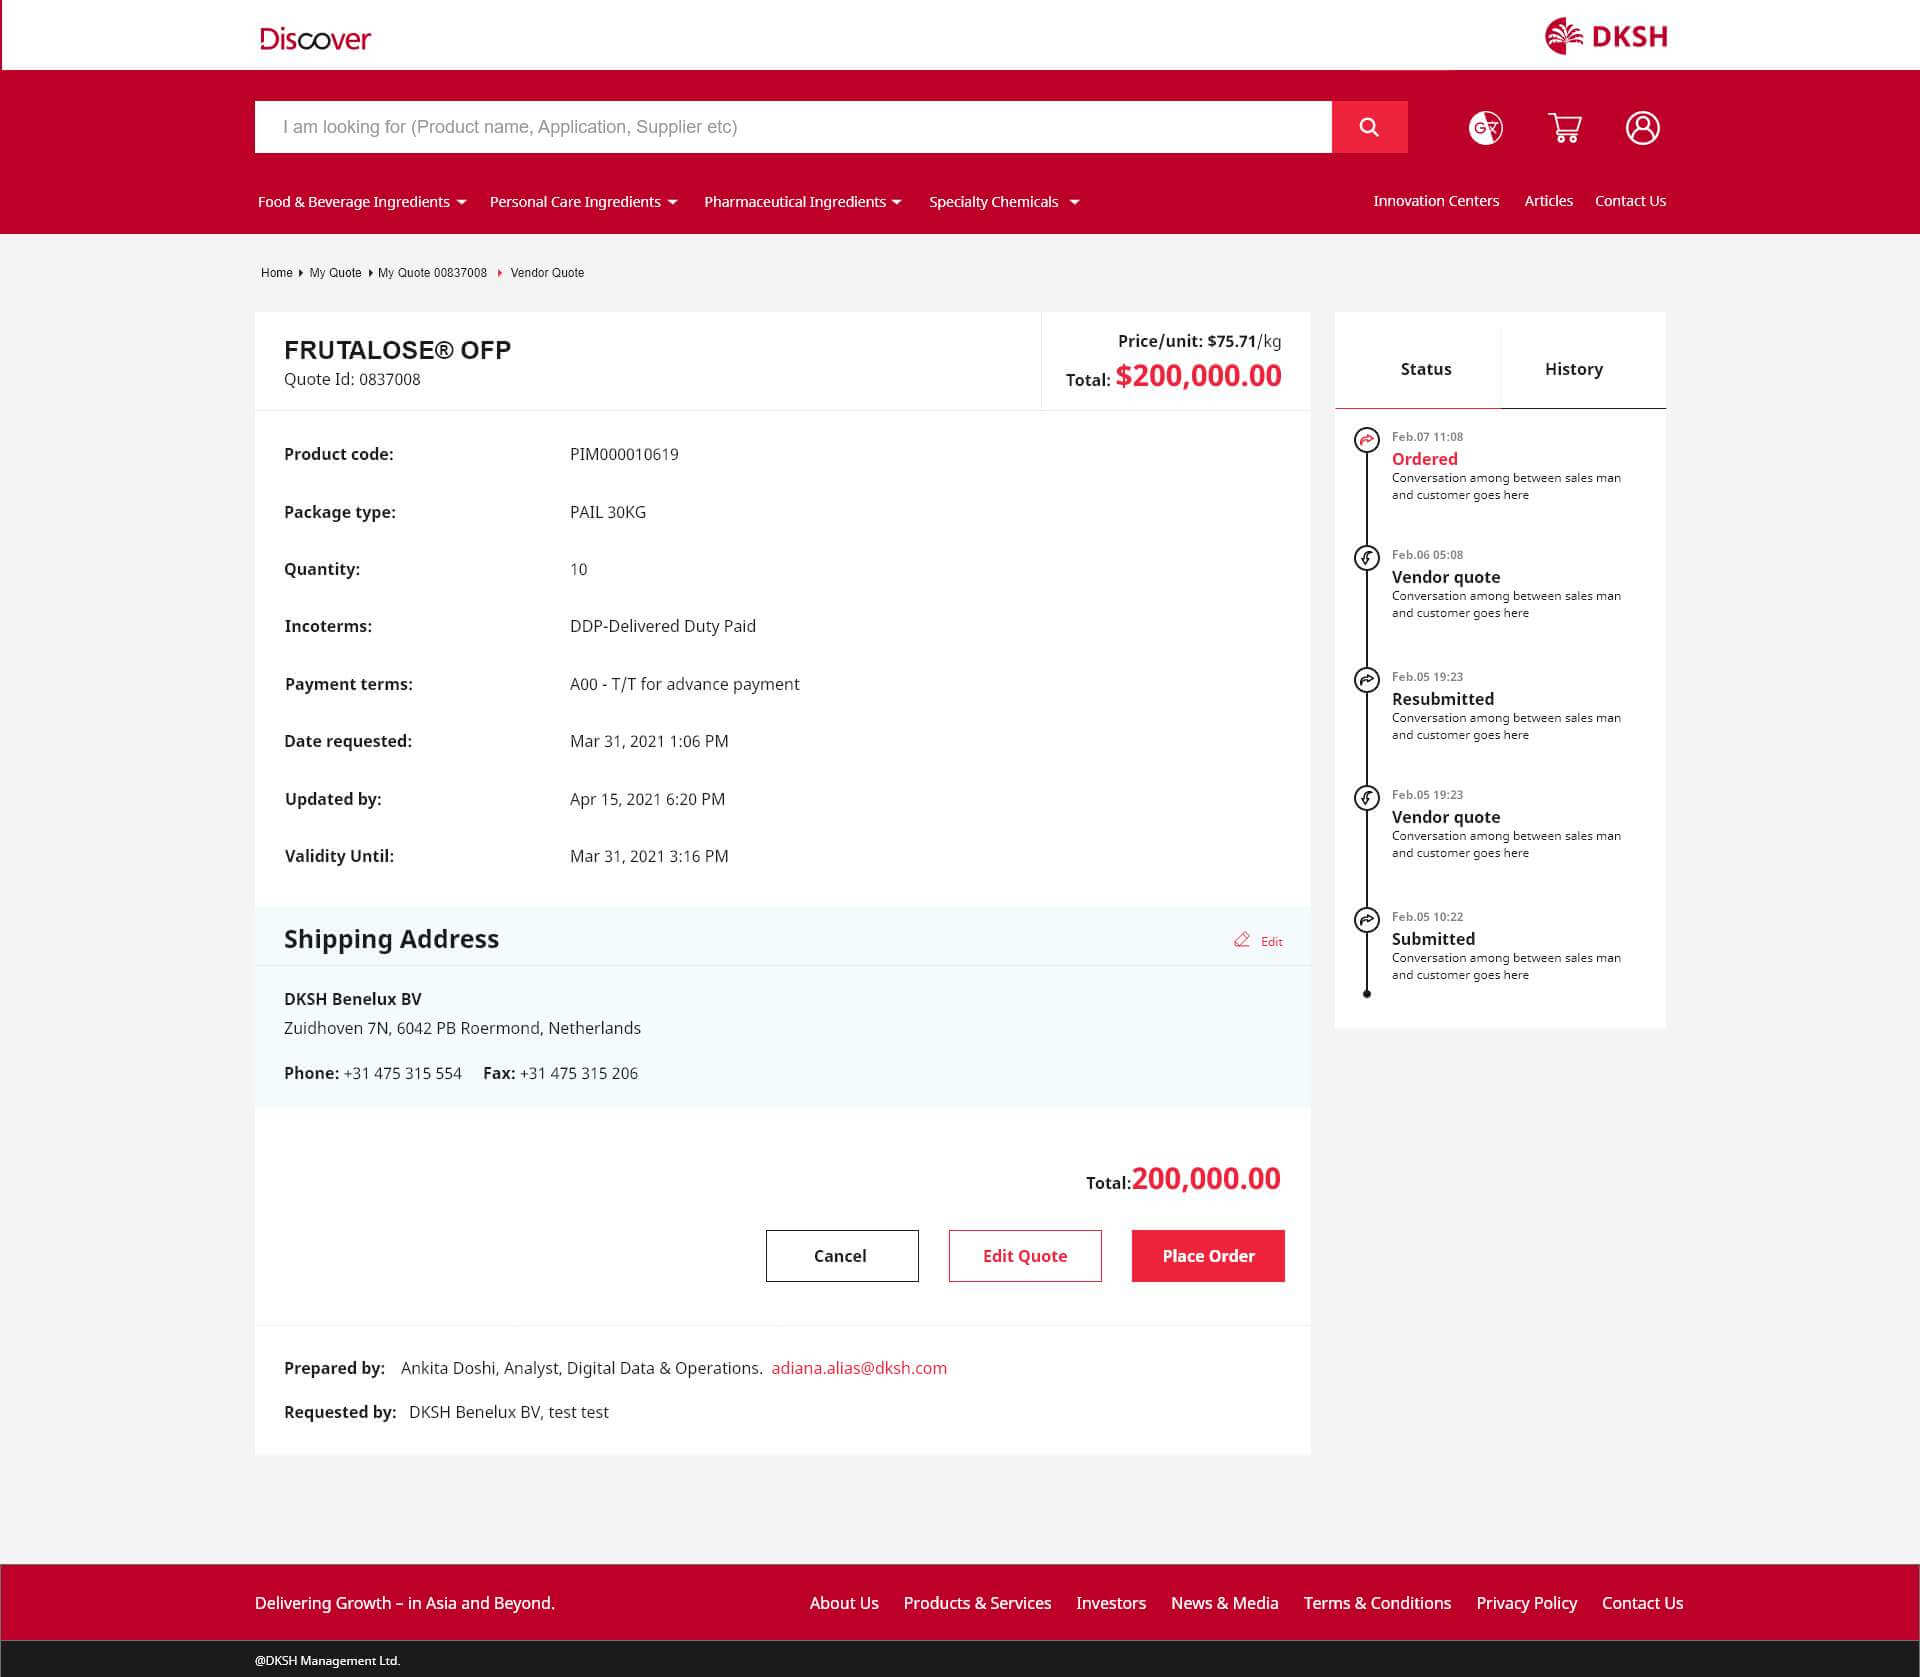 Discover
DKSH
I am looking for (Product name, Application, Supplier etc)
G文
Food & Beverage Ingredients Personal Care Ingredients Pharmaceutical Ingredients Specialty Chemicals Innovation Centers Articles Contact Us
Home My Quote My Quote 00837008 Vendor Quote
FRUTALOSE® OFP
Quote Id: 0837008
Price/unit: $75.71/kg
Total: $200,000.00
Product code: PIM000010619
Package type: PAIL 30KG
Quantity: 10
Incoterms: DDP-Delivered Duty Paid
Payment terms: A00 - T/T for advance payment
Date requested: Mar 31, 2021 1:06 PM
Updated by: Apr 15, 2021 6:20 PM
Validity Until: Mar 31, 2021 3:16 PM
Shipping Address
Edit
DKSH Benelux BV
Zuidhoven 7N, 6042 PB Roermond, Netherlands
Phone: +31 475 315 554 Fax: +31 475 315 206
Total:200,000.00
Cancel Edit Quote Place Order
Prepared by: Ankita Doshi, Analyst, Digital Data & Operations. adiana.alias@dksh.com
Requested by: DKSH Benelux BV, test test
Status History
Feb.07 11:08
Ordered
Conversation among between sales man
and customer goes here
Feb.06 05:08
Vendor quote
Conversation among between sales man
and customer goes here
Feb.05 19:23
Resubmitted
Conversation among between sales man
and customer goes here
Feb.05 19:23
Vendor quote
Conversation among between sales man
and customer goes here
Feb.05 10:22
Submitted
Conversation among between sales man
and customer goes here
Delivering Growth – in Asia and Beyond.
About Us Products & Services Investors News & Media Terms & Conditions Privacy Policy Contact Us
@DKSH Management Ltd.